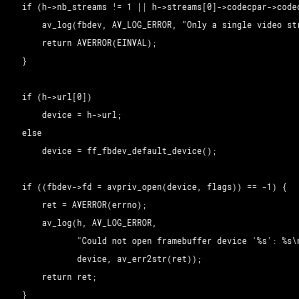 if (h->nb_streams != 1 || h->streams[0]->codecpar->codec
av_log(fbdev, AV_LOG_ERROR, "Only a single video st
return AVERROR(EINVAL);
}
if (h->url[0])
device = h->url;
else
device = ff_fbdev_default_device();
if ((fbdev->fd = avpriv_open(device, flags)) == -1) {
ret = AVERROR(errno);
av_log(h, AV_LOG_ERROR,
"Could not open framebuffer device '%s': %s\n
device, av_err2str(ret));
return ret;
}